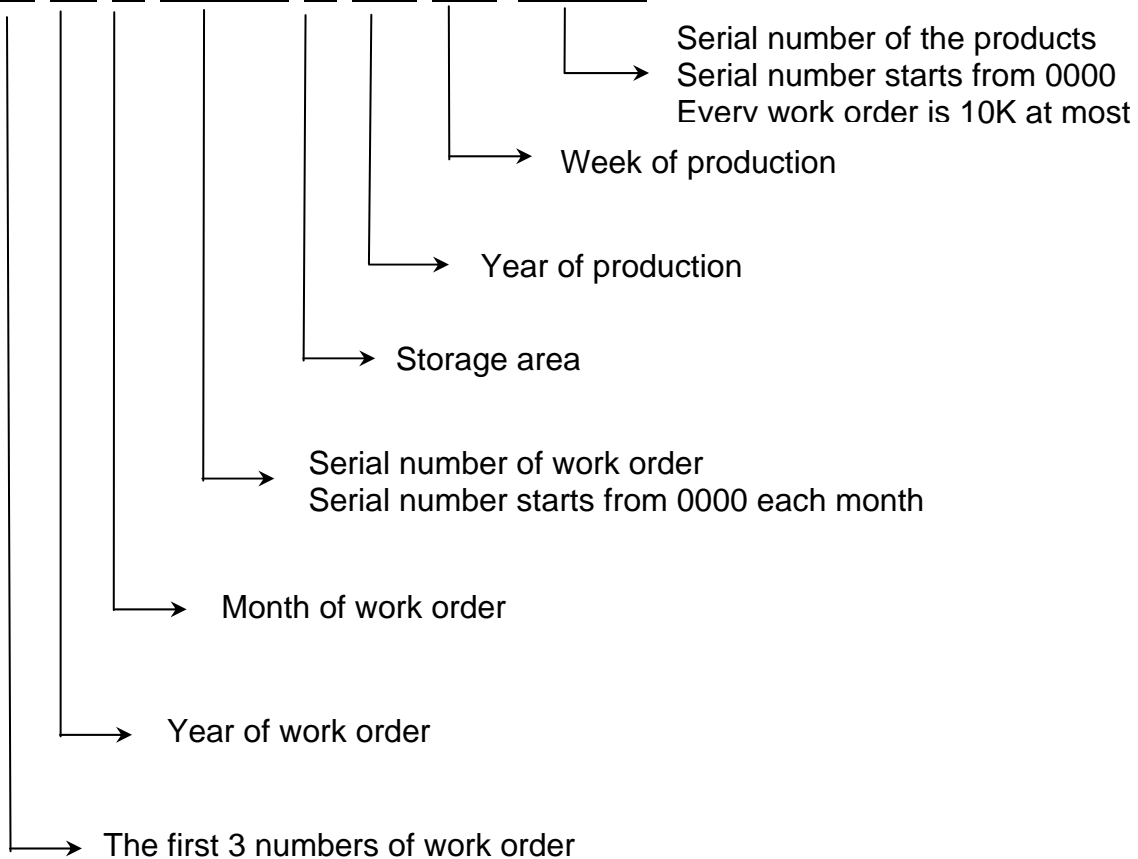 Serial number of the products
Serial number starts from 0000
Every work order is 10K at most
Week of production
Year of production
Storage area
Serial number of work order
Serial number starts from 0000 each month
Month of work order
Year of work order
The first 3 numbers of work order